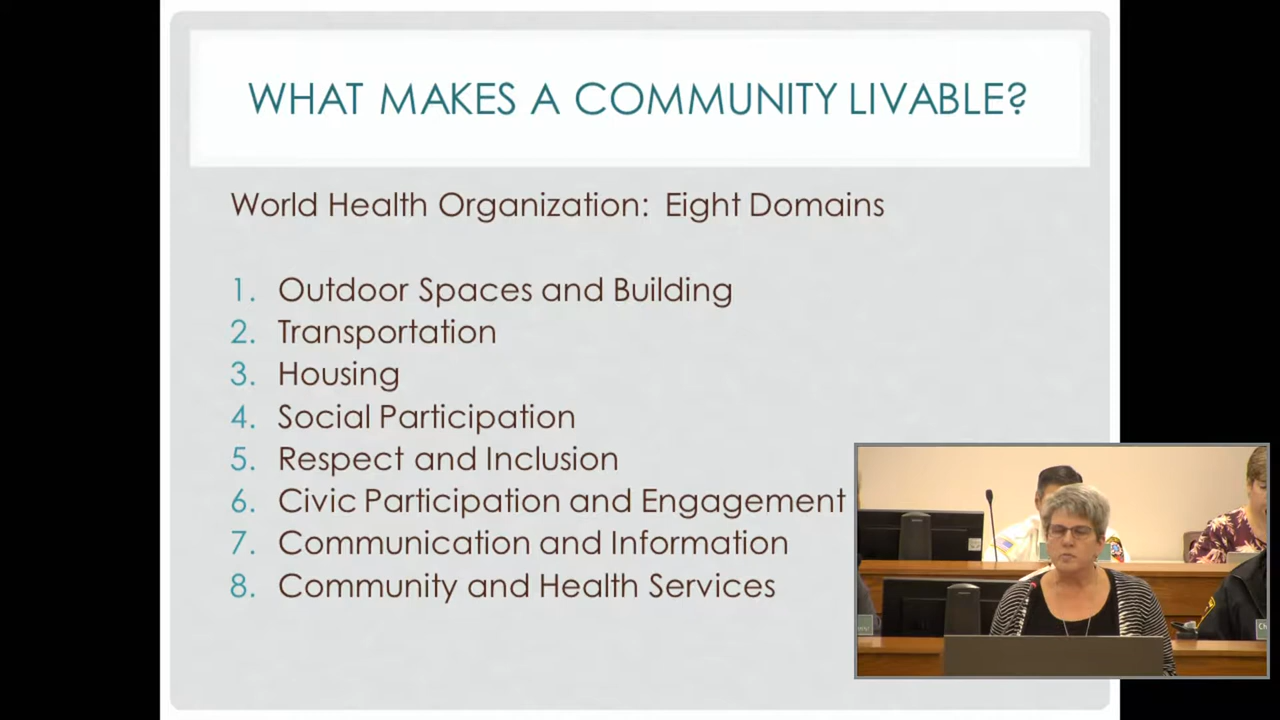 WHAT MAKES A COMMUNITY LIVABLE?
World Health Organization: Eight Domains
1. Outdoor Spaces and Building
2. Transportation
3. Housing
4. Social Participation
5. Respect and Inclusion
6. Civic Participation and Engagement
7. Communication and Information
8. Community and Health Services